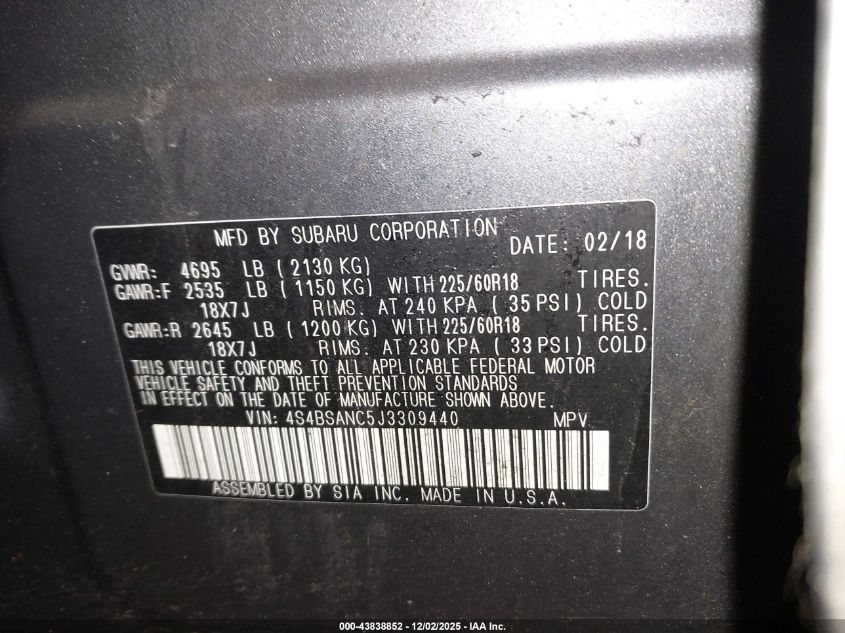 MFD BY SUBARU CORPORATION DATE: 02/18
GVWR: 4695 LB (2130 KG)
GAWR:F 2535 LB (1150 KG) WITH 225/60R18 TIRES.
18X7J RIMS. AT 240 KPA (35 PSI) COLD
GAWR:R 2645 LB (1200 KG) WITH 225/60R18 TIRES.
18X7J RIMS. AT 230 KPA (33 PSI) COLD
THIS VEHICLE CONFORMS TO ALL APPLICABLE FEDERAL MOTOR
VEHICLE SAFETY AND THEFT PREVENTION STANDARDS
IN EFFECT ON THE DATE OF MANUFACTURE SHOWN ABOVE.
VIN: 4S4BSANC5J3309440 MPV
ASSEMBLED BY SIA INC. MADE IN U.S.A.
000-43838852 - 12/02/2025 - IAA Inc.